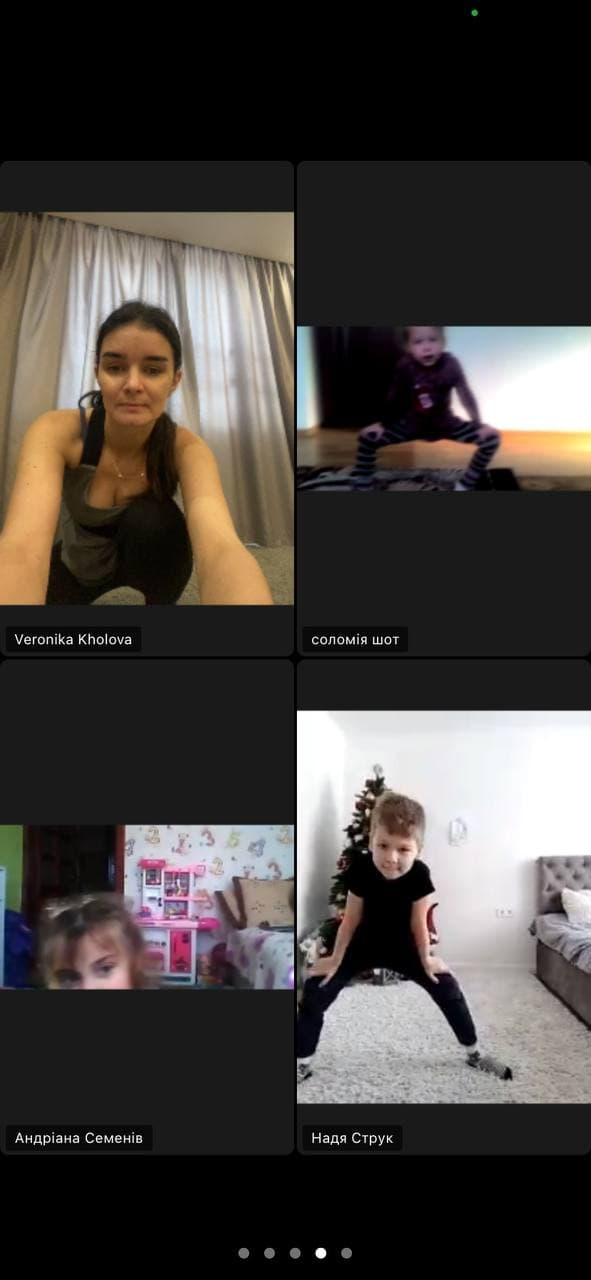 Veronika Kholova
соломія шот
Андріана Семенів
Надя Струк